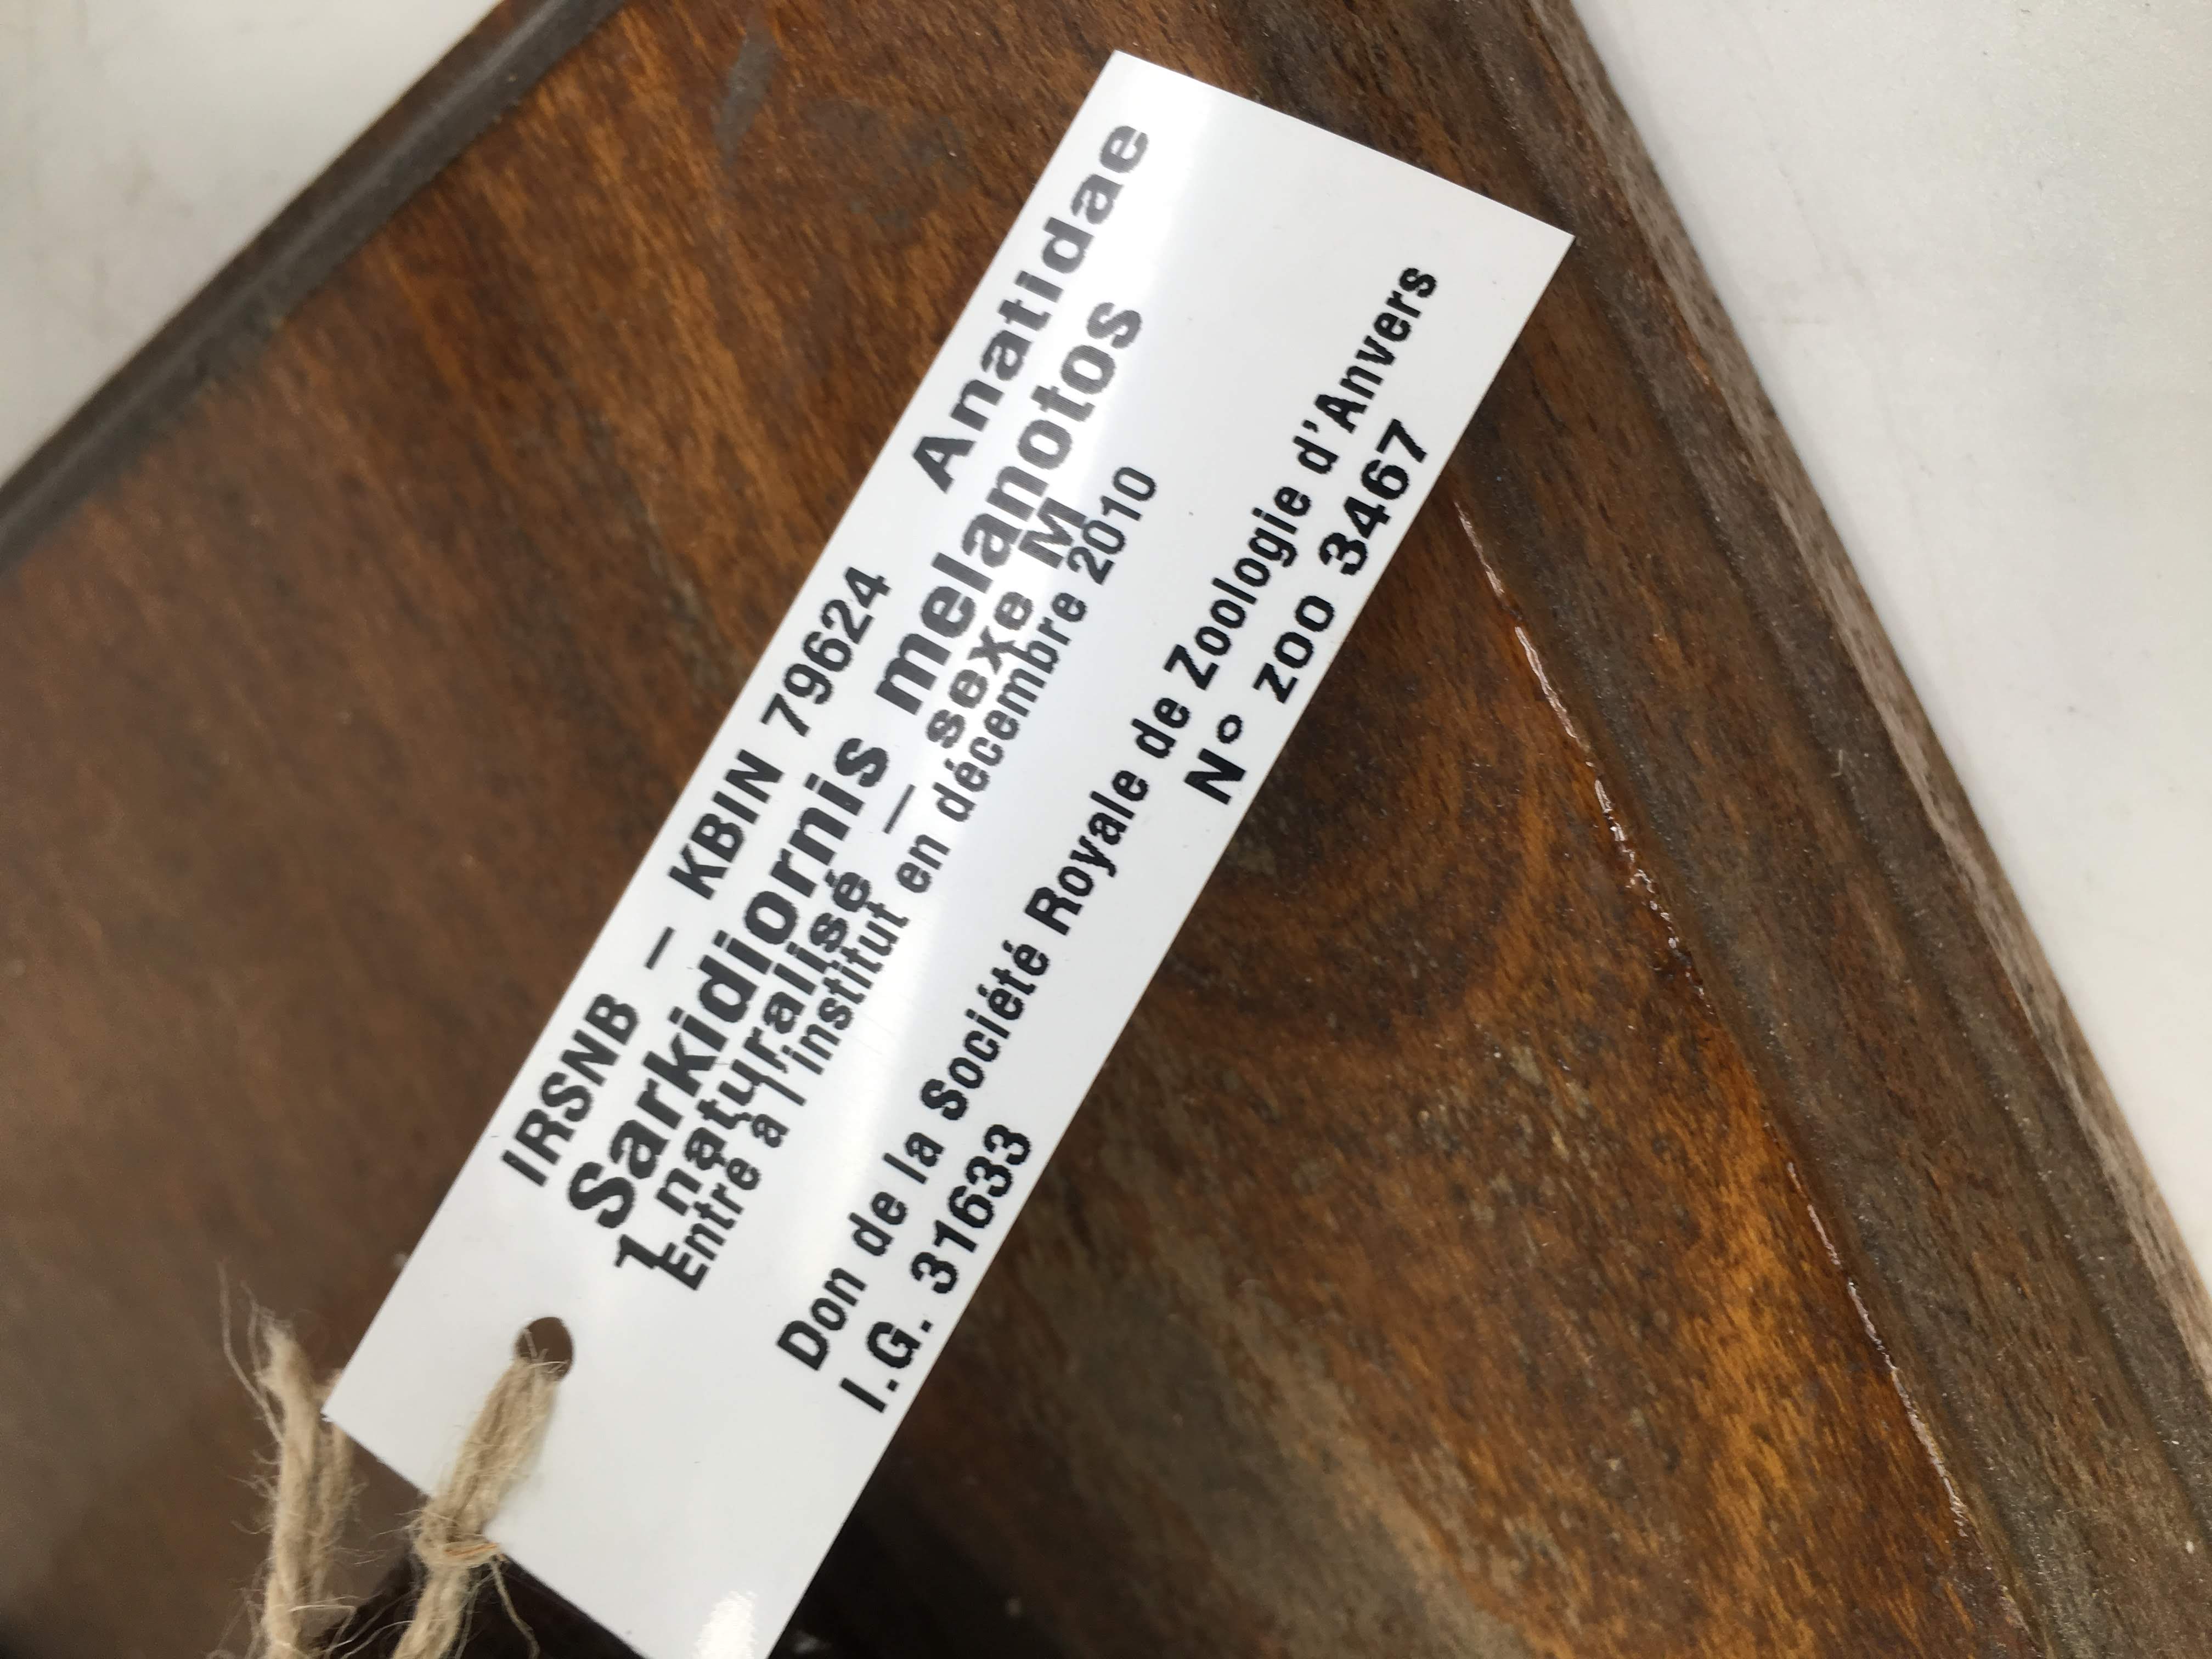 IRSNB – KBIN 79624 Anatidae
Sarkidiornis melanotos
1 naturalisé – sexe M
Entré à l'institut en décembre 2010
Don de la Société Royale de Zoologie d'Anvers
I.G. 31633 N° zoo 3467